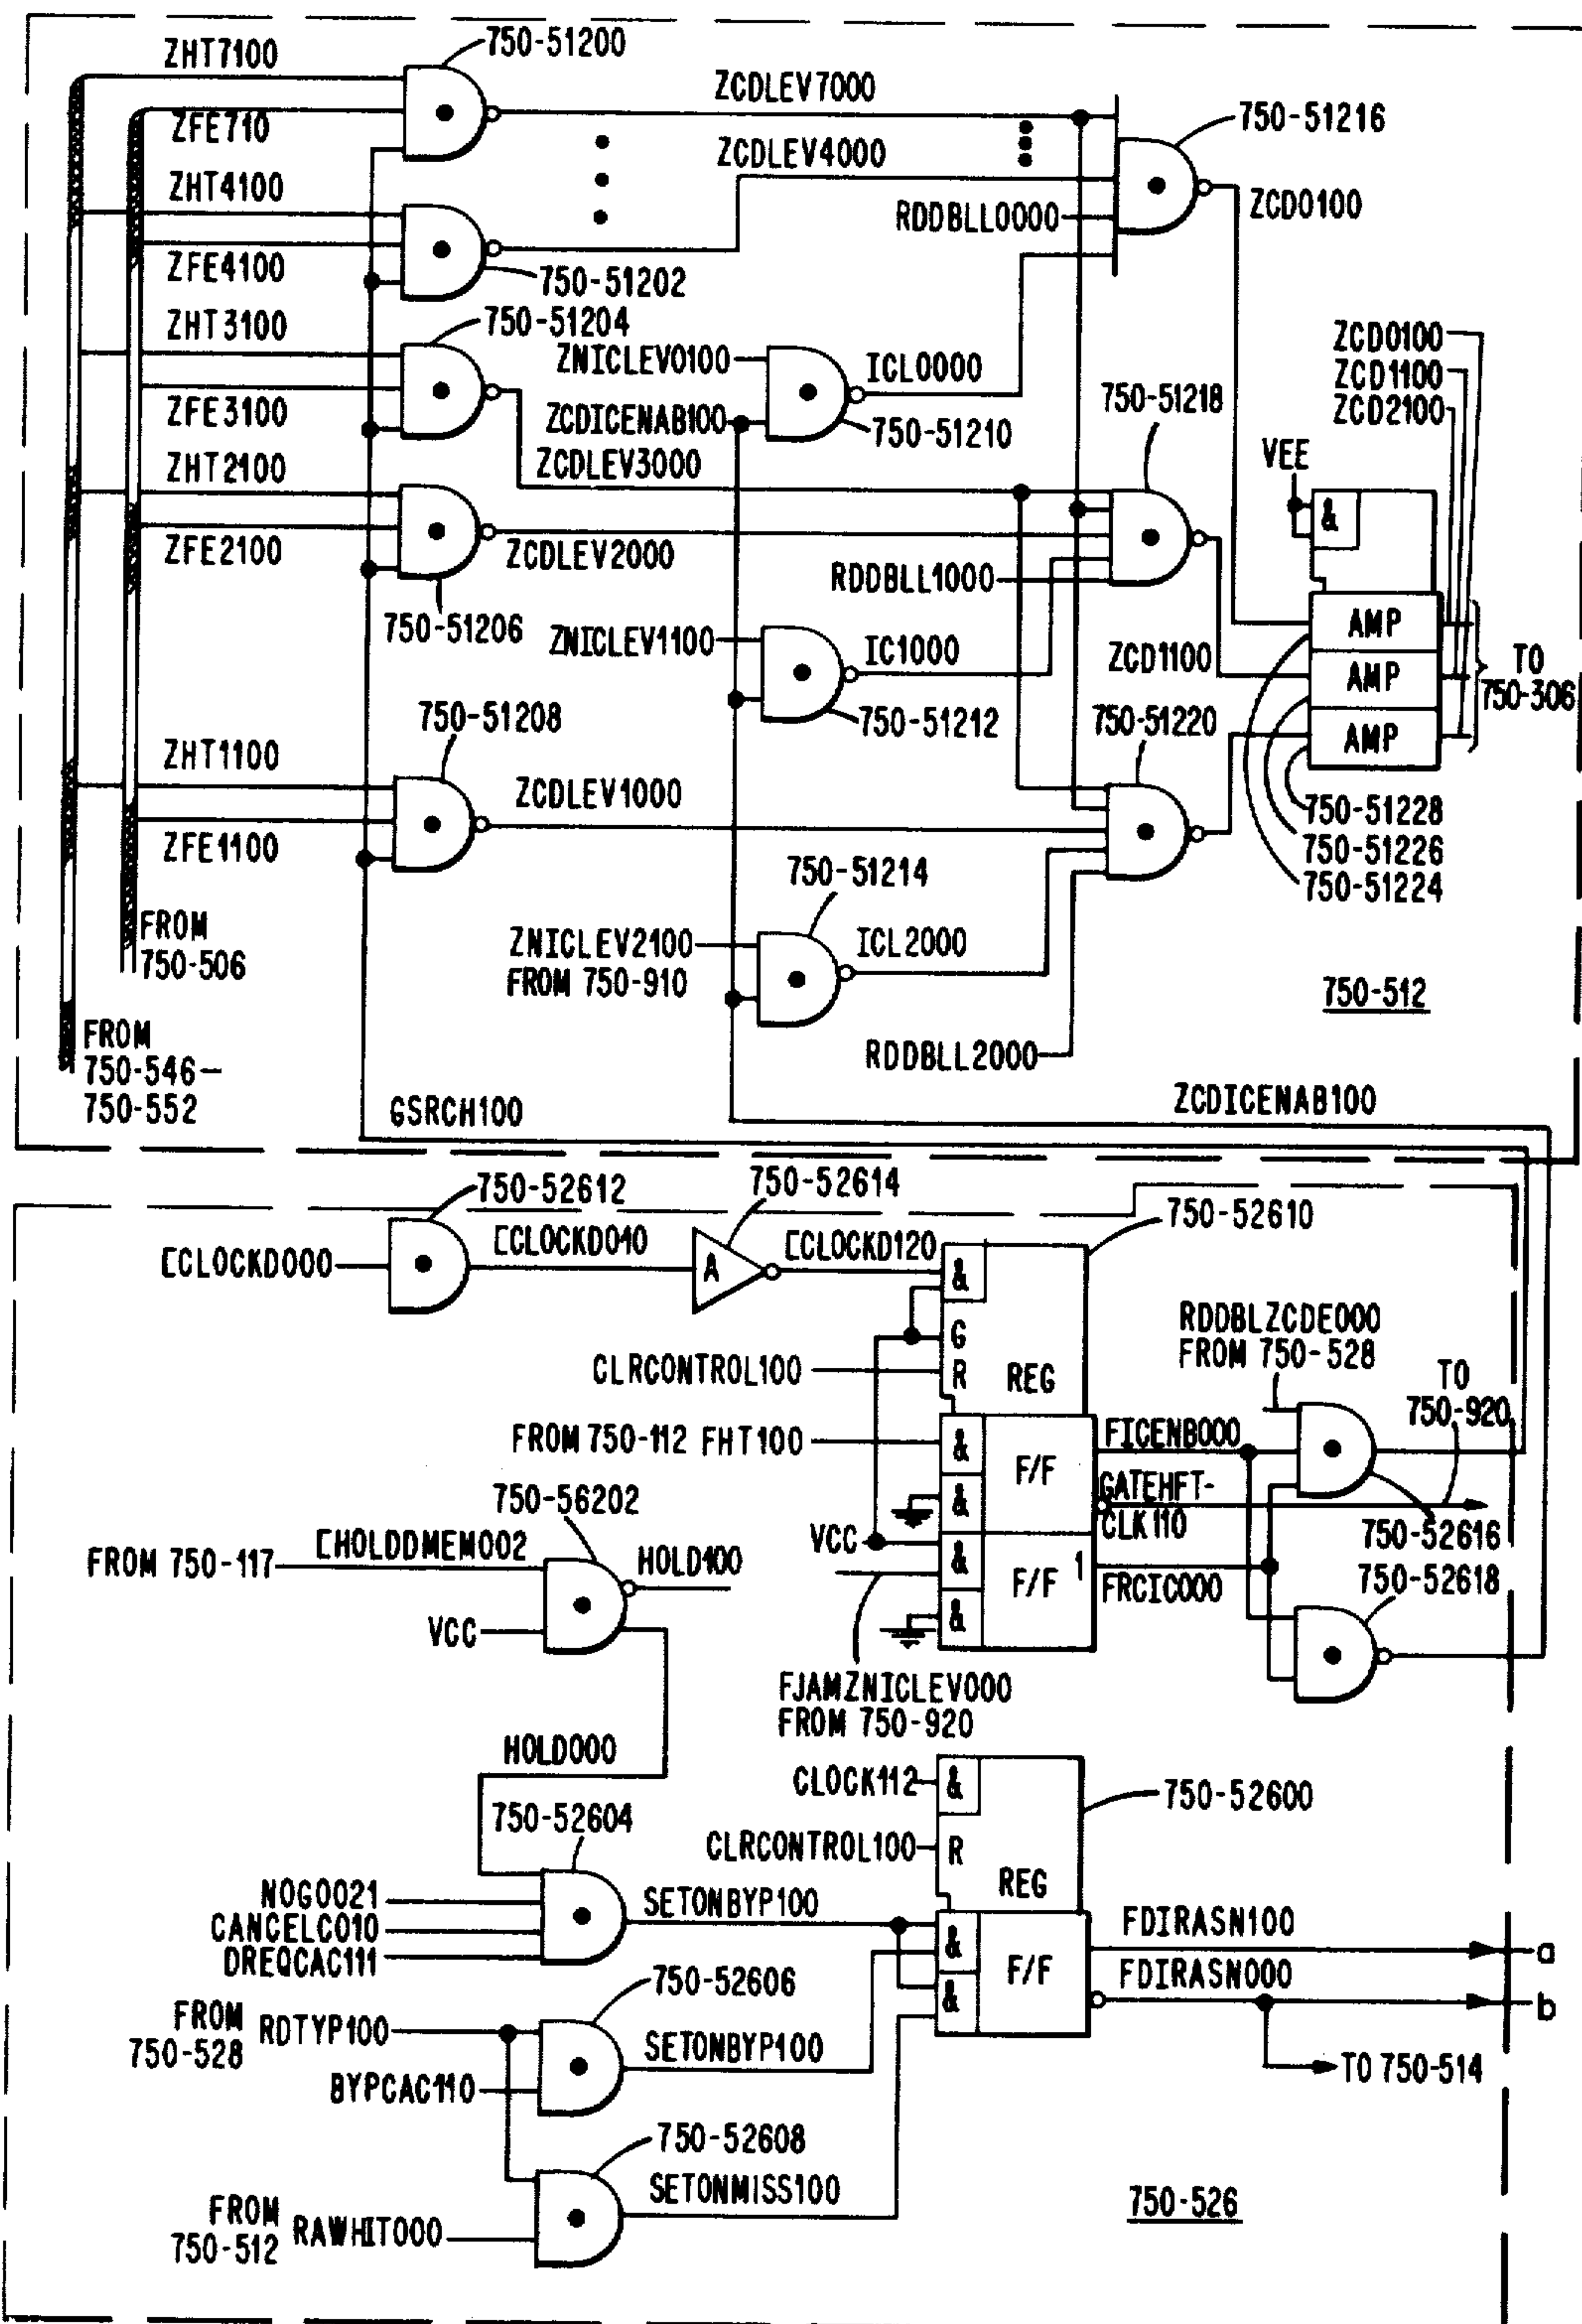 ZHT7100
750-51200
ZFE710
ZCDLEV7000
750-51216
ZCDLEV4000
ZHT4100
RDDBLL0000
ZCD0100
ZFE4100
750-51202
ZHT3100
750-51204
ZNICLEV0100
ICL0000
ZCD0100
ZCD1100
ZCD2100
ZFE3100
ZCDICENAB100
750-51210
750-51218
VEE
ZHT2100
ZCDLEV3000
&
ZFE2100
ZCDLEV2000
RDDBLL1000
750-51206
ZNICLEV1100
IC1000
ZCD1100
AMP
AMP
AMP
TO
750-306
750-51208
750-51212
750-51220
ZHT1100
ZCDLEV1000
ZFE1100
750-51228
750-51226
750-51224
750-51214
FROM
750-506
ZNICLEV2100
FROM 750-910
ICL2000
750-512
FROM
750-546—
750-552
RDDBLL2000
GSRCH100
ZCDICENAB100
750-52612
750-52614
750-52610
[CLOCKD000
[CLOCKD010
A
[CLOCKD120
&
G
R
REG
CLRCONTROL100
RDDBLZCDE000
FROM 750-528
TO
750-920
FROM 750-112 FHT100
&
F/F
FICENB000
&
GATEHFT-
CLK110
750-52616
750-56202
VCC
&
F/F 1
FRCIC000
750-52618
FROM 750-117
[HOLDDMEM002
HOLD100
&
VCC
FJAMZNICLEV000
FROM 750-920
HOLD000
CLOCK112
&
750-52600
750-52604
CLRCONTROL100
R
REG
NOG0021
CANCELC010
DREQCAC111
SETONBYP100
&
F/F
FDIRASN100
a
&
FDIRASN000
b
750-52606
FROM
750-528
RDTYP100
SETONBYP100
TO 750-514
BYPCAC110
750-52608
SETONMISS100
FROM
750-512
RAWHIT000
750-526